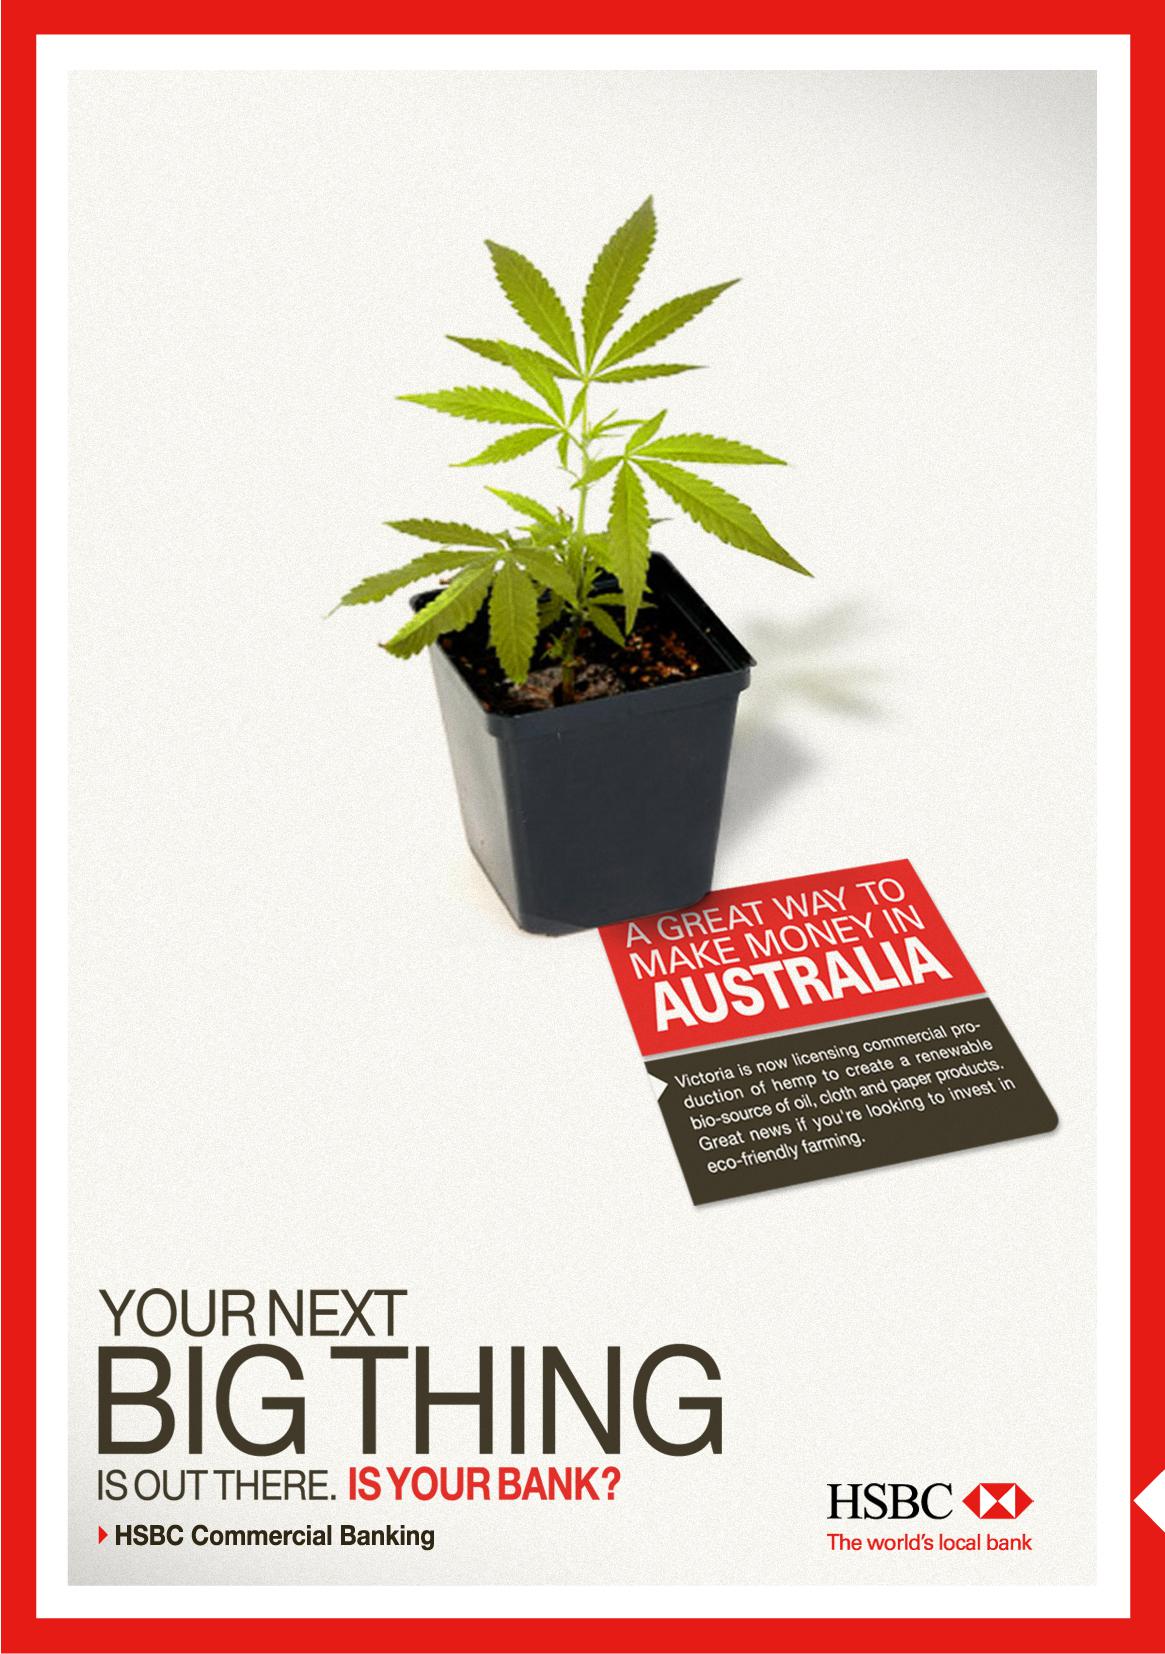 A GREAT WAY TO
MAKE MONEY IN
AUSTRALIA
Victoria is now licensing commercial pro-
duction of hemp to create a renewable
bio-source of oil, cloth and paper products.
Great news if you're looking to invest in
eco-friendly farming.
YOUR NEXT
BIG THING
IS OUT THERE. IS YOUR BANK?
HSBC Commercial Banking
HSBC
The world's local bank